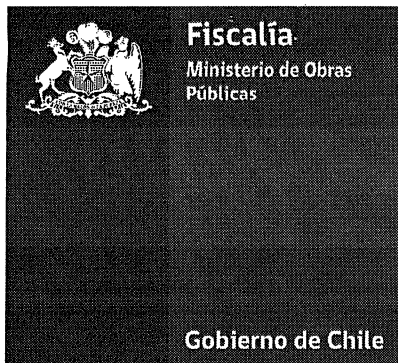 Fiscalía
Ministerio de Obras
Públicas
Gobierno de Chile